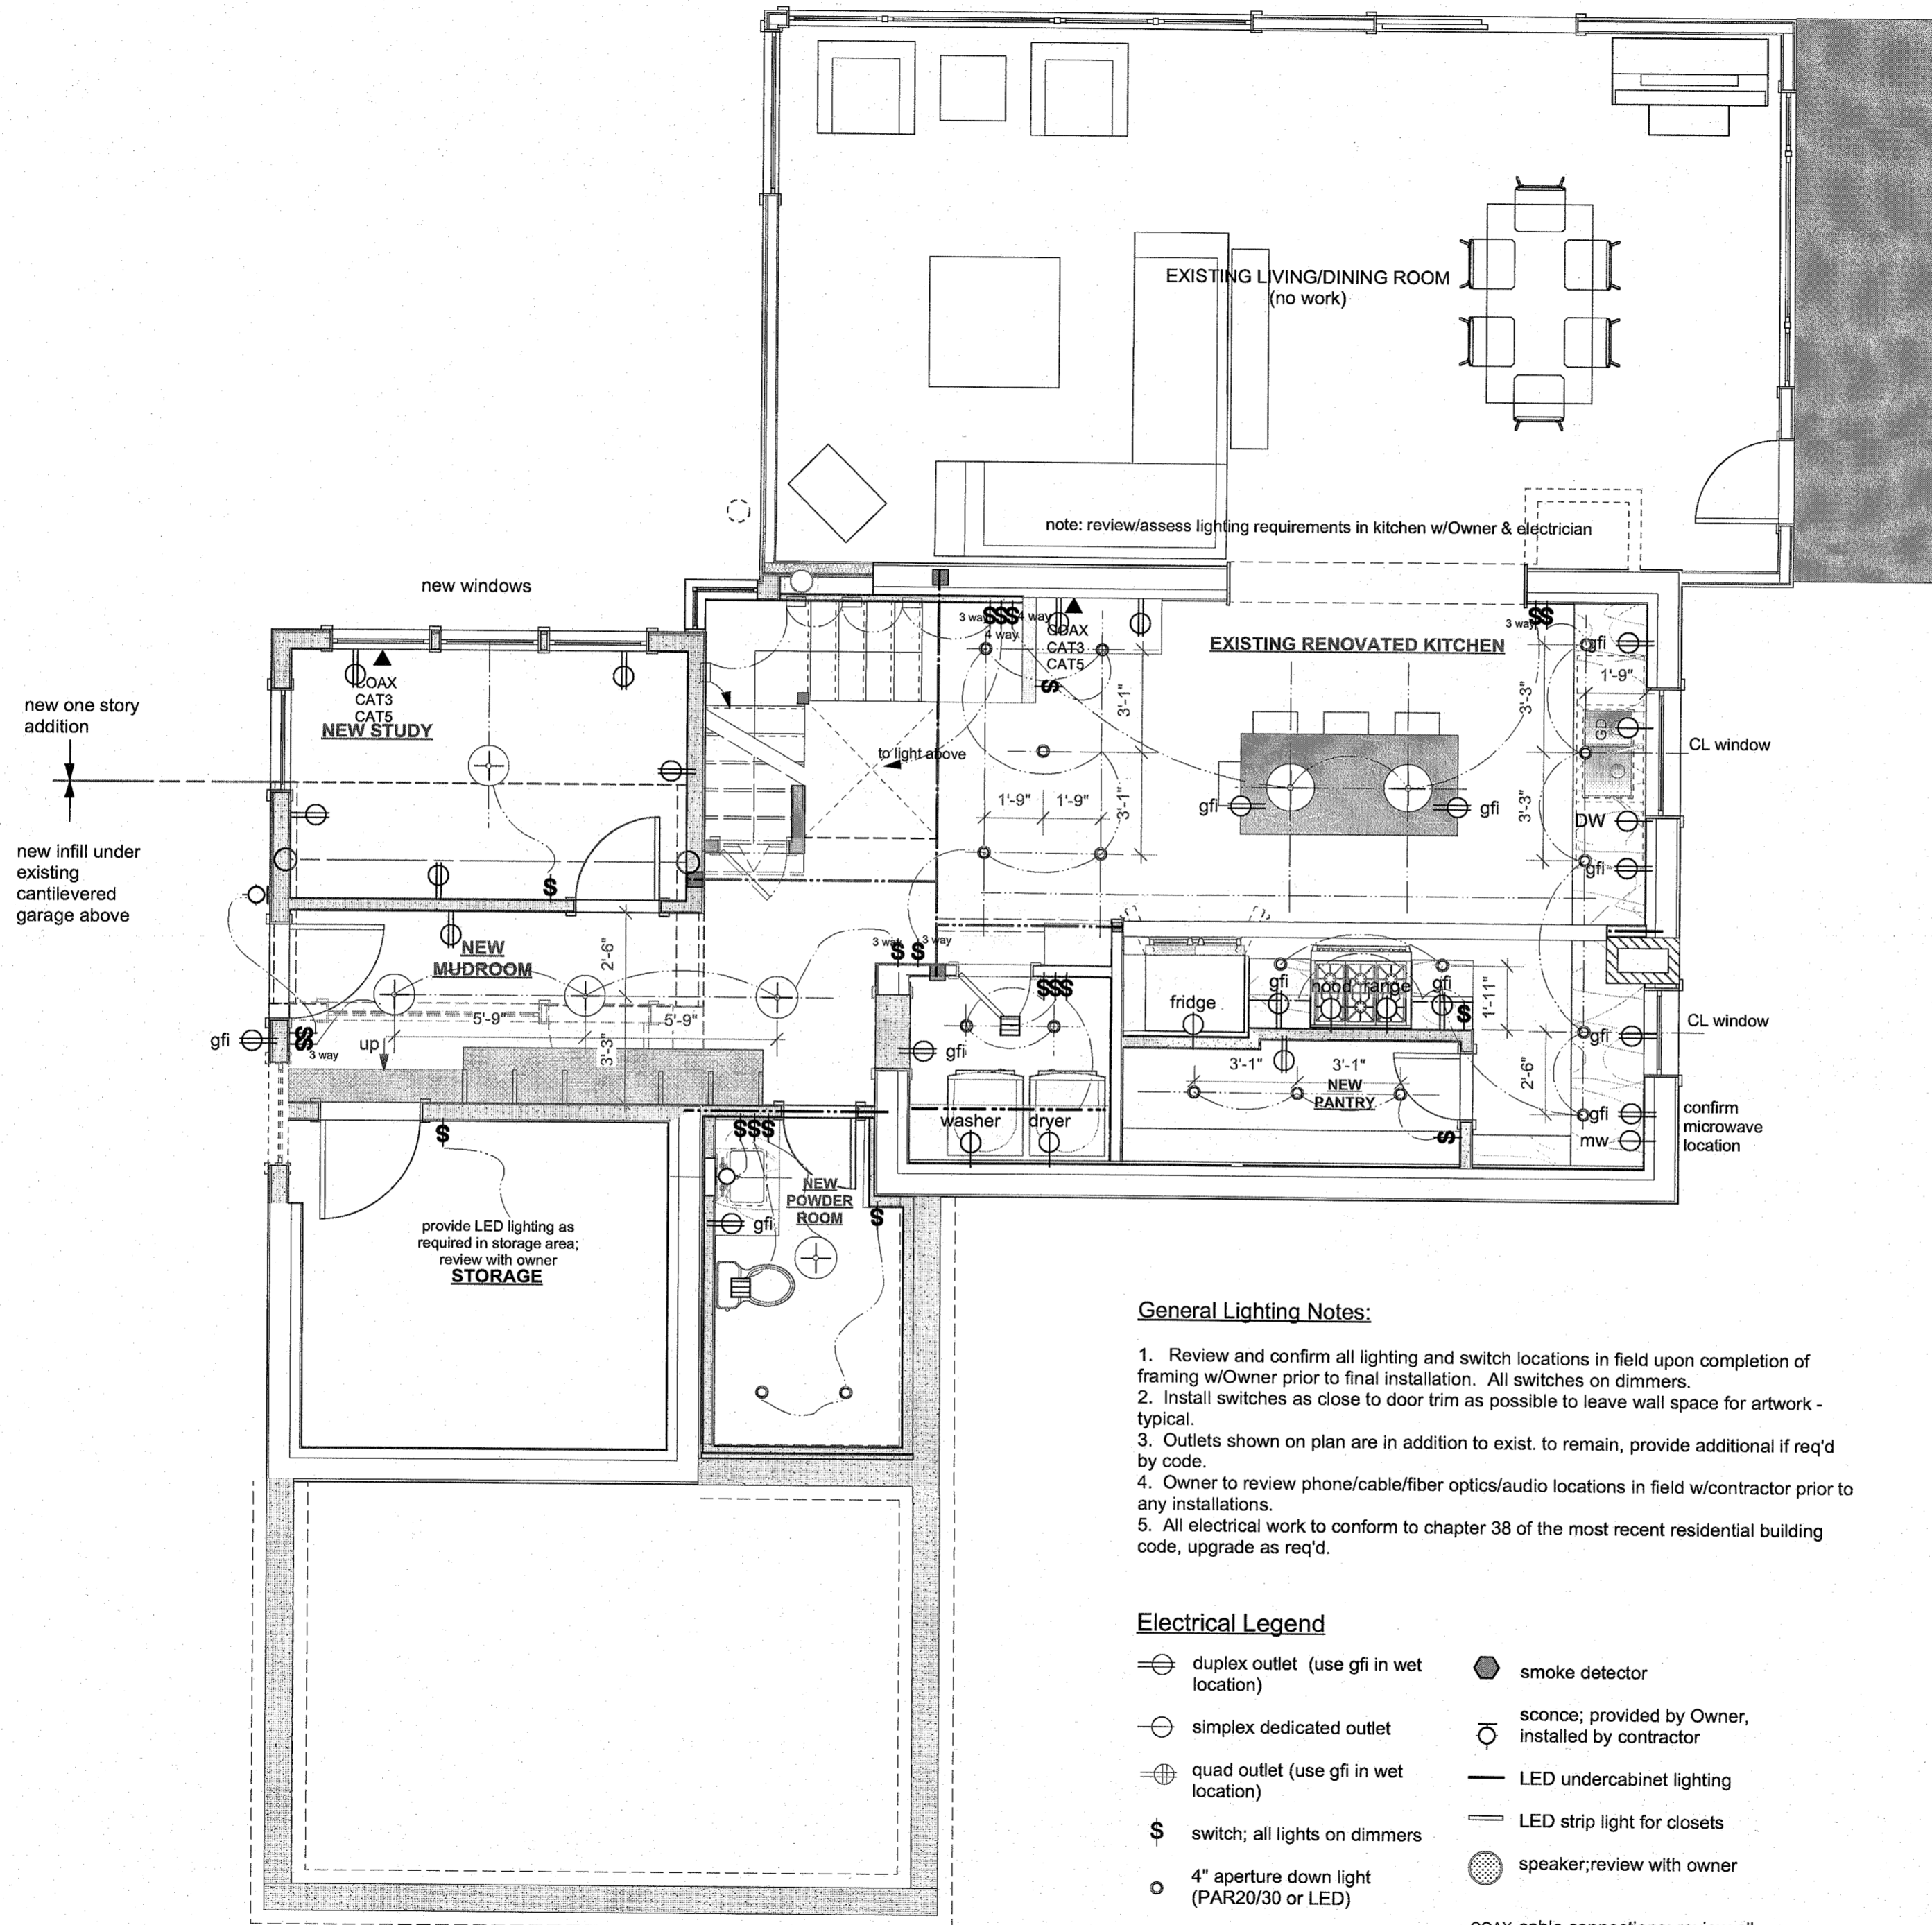 EXISTING LIVING/DINING ROOM
(no work)
note: review/assess lighting requirements in kitchen w/Owner & electrician
new windows
3 way
$$$
4 way
4 way
COAX
CAT3
CAT5
$
EXISTING RENOVATED KITCHEN
3 way
$$
gfi
1'-9"
3'-1"
3'-3"
GD
CL window
new one story
addition
COAX
CAT3
CAT5
NEW STUDY
to light above
1'-9"
1'-9"
3'-1"
gfi
gfi
3'-3"
DW
gfi
new infill under
existing
cantilevered
garage above
$
NEW
MUDROOM
2'-6"
3 way
$
$
3 way
$$$
fridge
gfi
hood
range
gfi
$
1'-11"
5'-9"
5'-9"
3'-3"
gfi
$$
3 way
up
gfi
gfi
CL window
3'-1"
3'-1"
NEW
PANTRY
2'-6"
$
gfi
mw
confirm
microwave
location
washer
dryer
$
$$$
NEW
POWDER
ROOM
gfi
$
provide LED lighting as
required in storage area;
review with owner
STORAGE
General Lighting Notes:
1. Review and confirm all lighting and switch locations in field upon completion of
framing w/Owner prior to final installation. All switches on dimmers.
2. Install switches as close to door trim as possible to leave wall space for artwork -
typical.
3. Outlets shown on plan are in addition to exist. to remain, provide additional if req'd
by code.
4. Owner to review phone/cable/fiber optics/audio locations in field w/contractor prior to
any installations.
5. All electrical work to conform to chapter 38 of the most recent residential building
code, upgrade as req'd.
Electrical Legend
duplex outlet (use gfi in wet
location)
simplex dedicated outlet
quad outlet (use gfi in wet
location)
$ switch; all lights on dimmers
4" aperture down light
(PAR20/30 or LED)
smoke detector
sconce; provided by Owner,
installed by contractor
LED undercabinet lighting
LED strip light for closets
speaker;review with owner